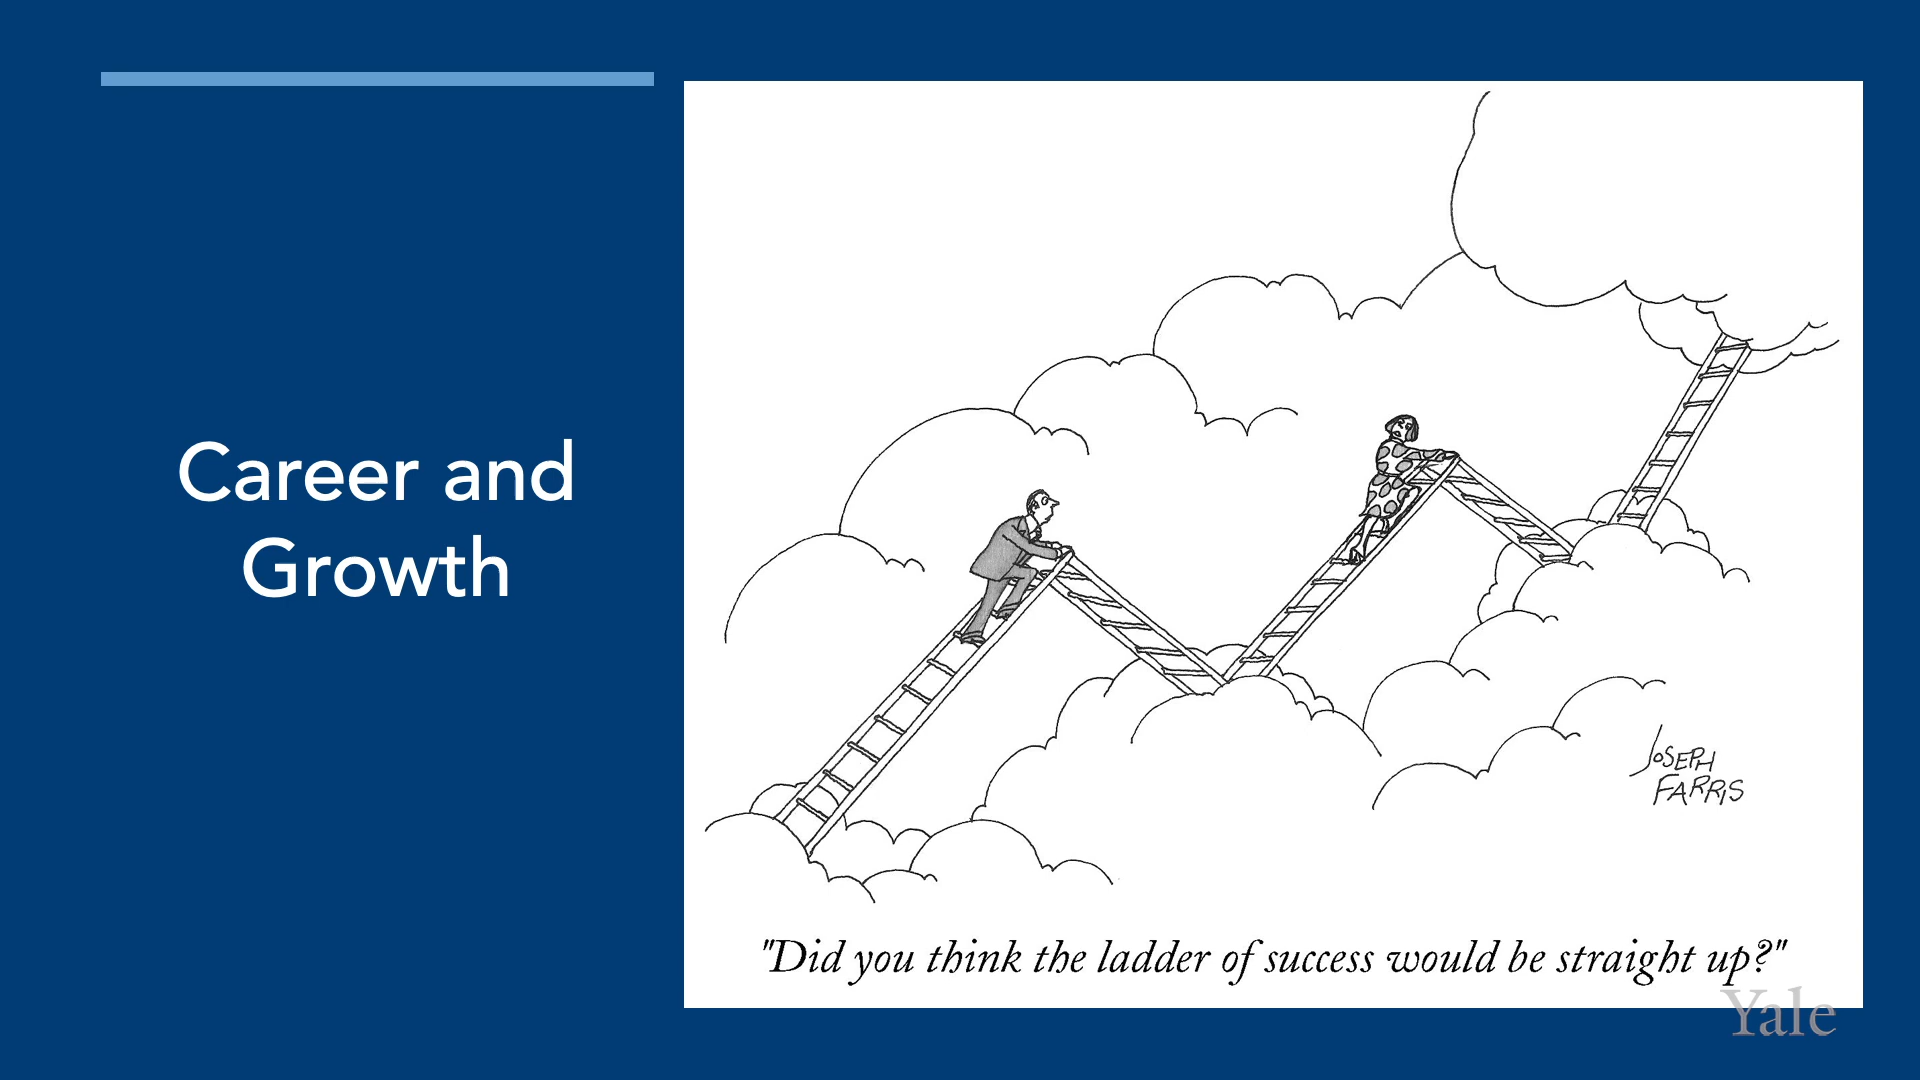 Career and
Growth
JOSEPH
FARRIS
"Did you think the ladder of success would be straight up?"
Yale